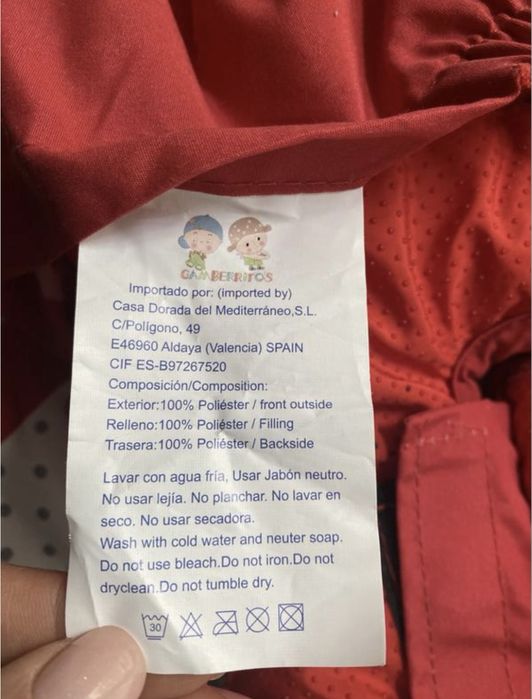 GAMBERRITOS
Importado por: (imported by)
Casa Dorada del Mediterráneo,S.L.
C/Polígono, 49
E46960 Aldaya (Valencia) SPAIN
CIF ES-B97267520
Composición/Composition:
Exterior:100% Poliéster / front outside
Relleno:100% Poliéster / Filling
Trasera:100% Poliéster / Backside
Lavar con agua fría, Usar Jabón neutro.
No usar lejía. No planchar. No lavar en
seco. No usar secadora.
Wash with cold water and neuter soap.
Do not use bleach.Do not iron.Do not
dryclean.Do not tumble dry.
30